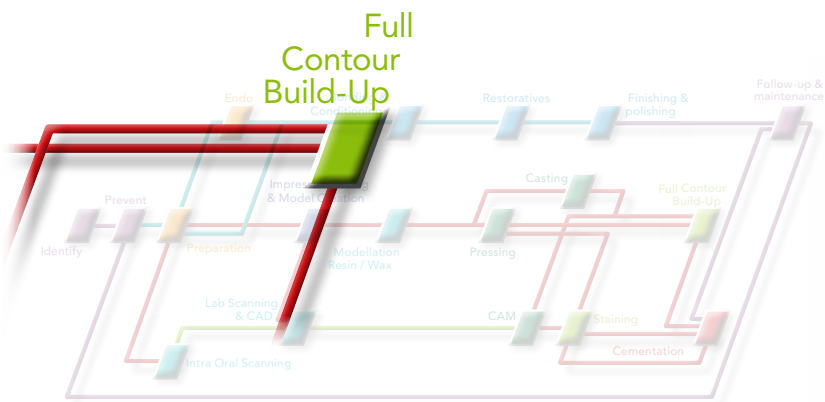 Full
Contour
Build-Up
Endo
Restoratives
Finishing &
polishing
Follow-up &
maintenance
Casting
Full Contour
Build-Up
& Model
Prevent
Identify
Preparation
Modellation
Resin / Wax
Pressing
Lab Scanning
& CAD
CAM
Staining
Cementation
Intra Oral Scanning